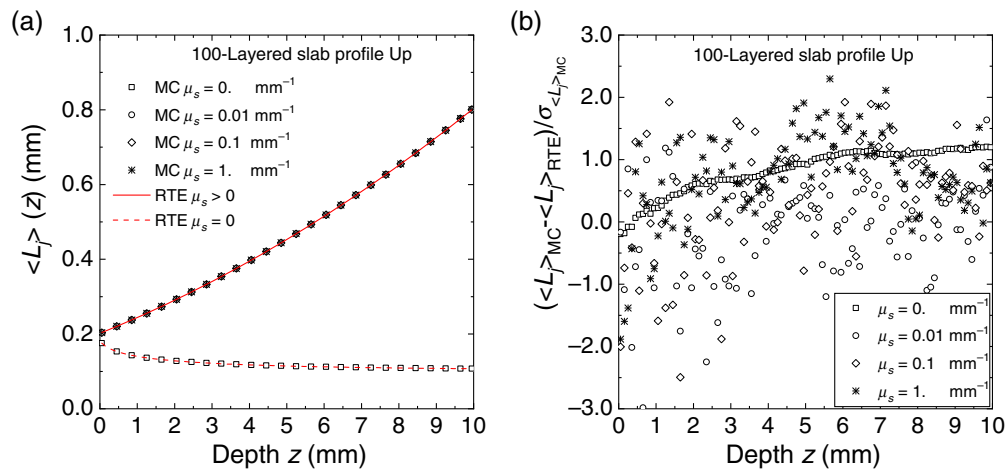 (a)
100-Layered slab profile Up
MC μs = 0. mm−1
MC μs = 0.01 mm−1
MC μs = 0.1 mm−1
MC μs = 1. mm−1
RTE μs > 0
RTE μs = 0
<Lj> (z) (mm)
1.0
0.8
0.6
0.4
0.2
0.0
0 1 2 3 4 5 6 7 8 9 10
Depth z (mm)
(b)
100-Layered slab profile Up
(<Lj>MC-<Lj>RTE)/σ<Lj>MC
3.0
2.0
1.0
0.0
−1.0
−2.0
−3.0
μs = 0. mm−1
μs = 0.01 mm−1
μs = 0.1 mm−1
μs = 1. mm−1
0 1 2 3 4 5 6 7 8 9 10
Depth z (mm)